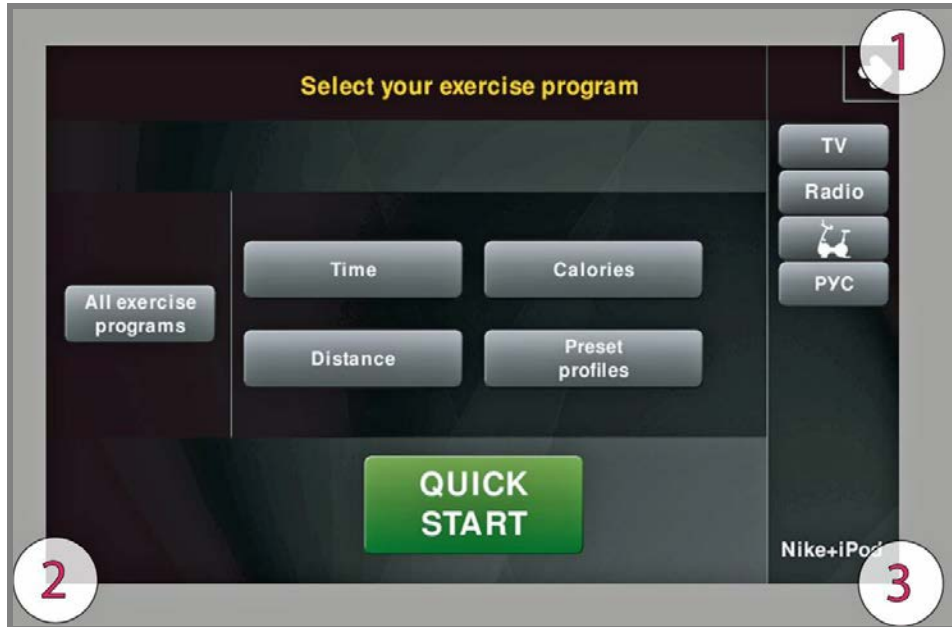 1
Select your exercise program
TV
Radio
РУС
Time
Calories
All exercise
programs
Distance
Preset
profiles
QUICK
START
Nike+iPod
2
3